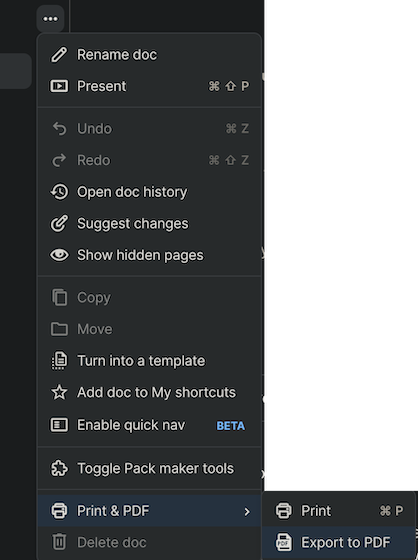 Rename doc
Present ⌘ ⇧ P
Undo ⌘ Z
Redo ⌘ ⇧ Z
Open doc history
Suggest changes
Show hidden pages
Copy
Move
Turn into a template
Add doc to My shortcuts
Enable quick nav BETA
Toggle Pack maker tools
Print & PDF
Print ⌘ P
Delete doc
PDF Export to PDF